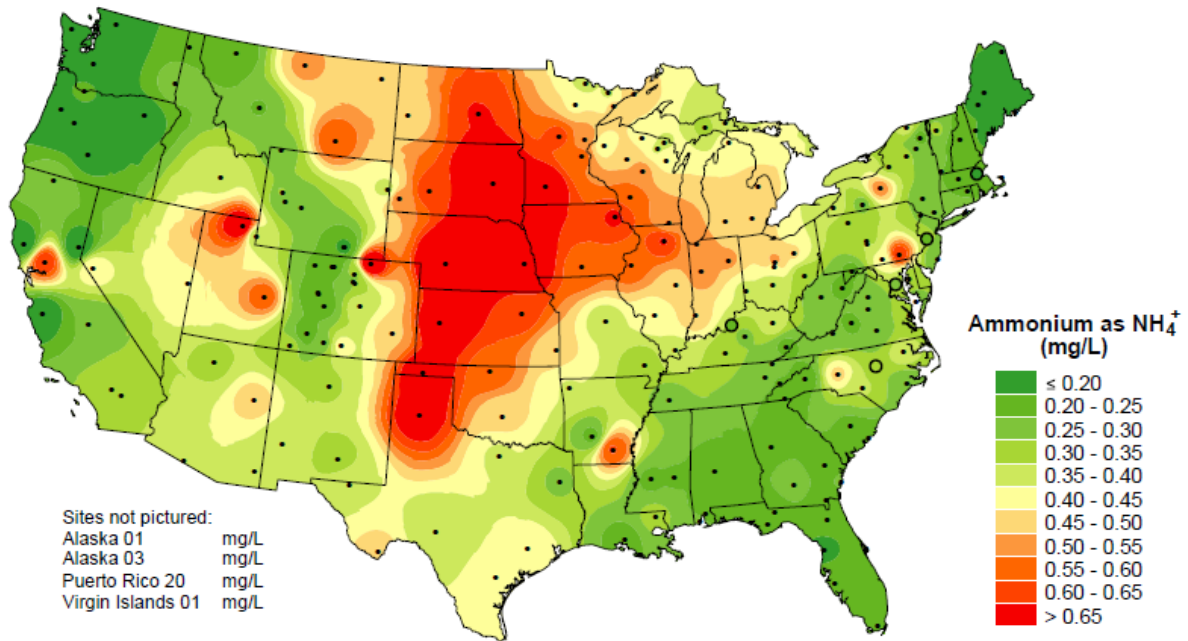 Sites not pictured:
Alaska 01 mg/L
Alaska 03 mg/L
Puerto Rico 20 mg/L
Virgin Islands 01 mg/L
Ammonium as NH₄⁺
(mg/L)
≤ 0.20
0.20 - 0.25
0.25 - 0.30
0.30 - 0.35
0.35 - 0.40
0.40 - 0.45
0.45 - 0.50
0.50 - 0.55
0.55 - 0.60
0.60 - 0.65
> 0.65